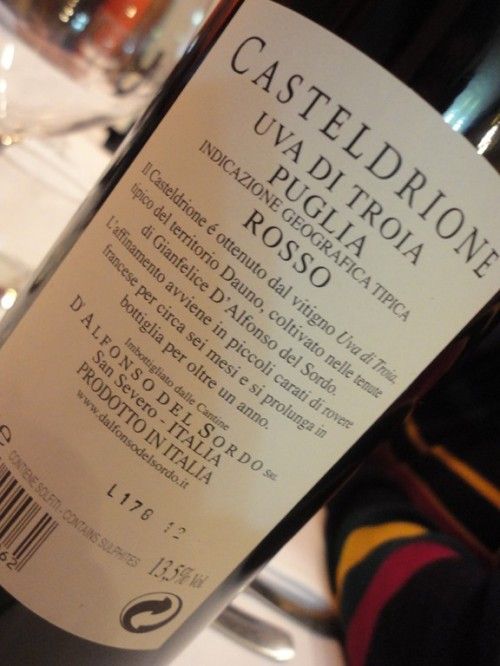 CASTELDRIONE
UVA DI TROIA
PUGLIA
INDICAZIONE GEOGRAFICA TIPICA
ROSSO
Il Casteldrione é ottenuto dal vitigno Uva di Troia,
tipico del territorio Dauno, coltivato nelle tenute
di Gianfelice D'Alfonso del Sordo.
L'affinamento avviene in piccoli carati di rovere
francese per circa sei mesi e si prolunga in
bottiglia per oltre un anno.
Imbottigliato dalle Cantine
D'ALFONSO DEL SORDO SRL
San Severo - ITALIA
PRODOTTO IN ITALIA
www.dalfonsodelsordo.it
L178 12
e
CONTIENE SOLFITI - CONTAINS SULPHITES
13,5% Vol
62